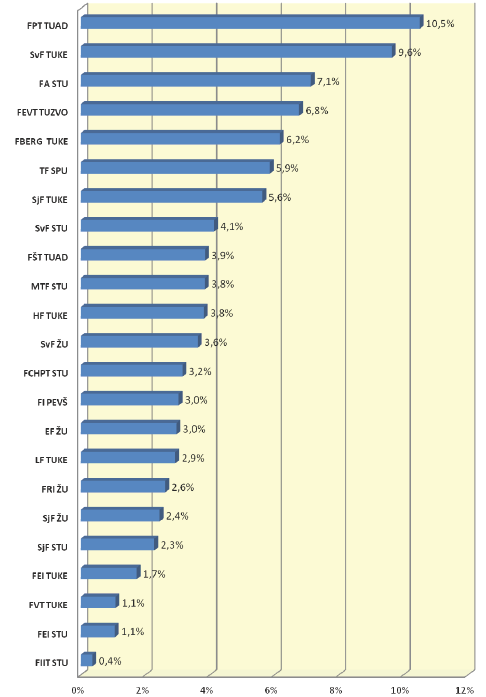 FPT TUAD 10,5%
SvF TUKE 9,6%
FA STU 7,1%
FEVT TUZVO 6,8%
FBERG TUKE 6,2%
TF SPU 5,9%
SjF TUKE 5,6%
SvF STU 4,1%
FŠT TUAD 3,9%
MTF STU 3,8%
HF TUKE 3,8%
SvF ŽU 3,6%
FCHPT STU 3,2%
FI PEVŠ 3,0%
EF ŽU 3,0%
LF TUKE 2,9%
FRI ŽU 2,6%
SjF ŽU 2,4%
SjF STU 2,3%
FEI TUKE 1,7%
FVT TUKE 1,1%
FEI STU 1,1%
FIIT STU 0,4%
0% 2% 4% 6% 8% 10% 12%